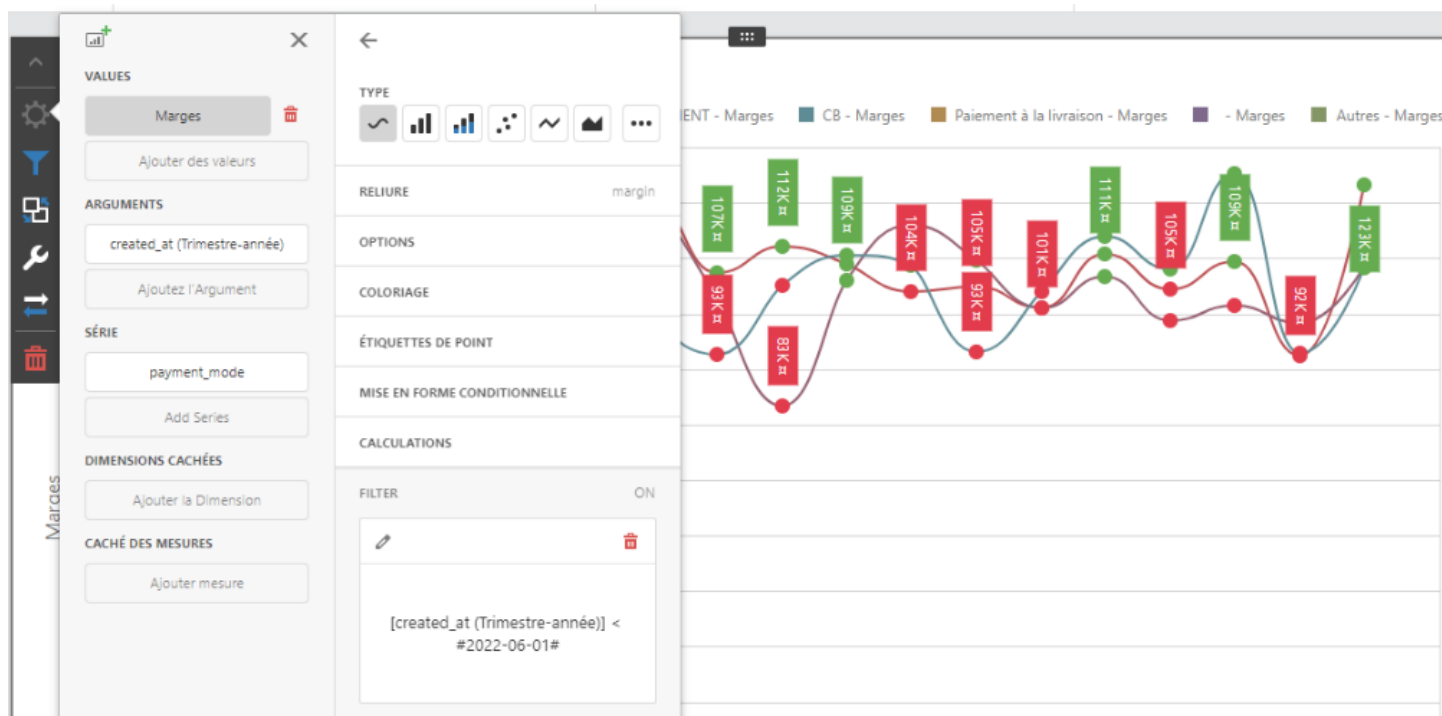 VALUES
Marges
Ajouter des valeurs
ARGUMENTS
created_at (Trimestre-année)
Ajoutez l'Argument
SÉRIE
payment_mode
Add Series
DIMENSIONS CACHÉES
Ajouter la Dimension
CACHÉ DES MESURES
Ajouter mesure
TYPE
RELIURE margin
OPTIONS
COLORIAGE
ÉTIQUETTES DE POINT
MISE EN FORME CONDITIONNELLE
CALCULATIONS
FILTER ON
[created_at (Trimestre-année)] <
#2022-06-01#
ENT - Marges CB - Marges Paiement à la livraison - Marges - Marges Autres - Marges
107K ¤
93K ¤
112K ¤
83K ¤
109K ¤
104K ¤
105K ¤
93K ¤
101K ¤
111K ¤
105K ¤
109K ¤
92K ¤
123K ¤
Marges